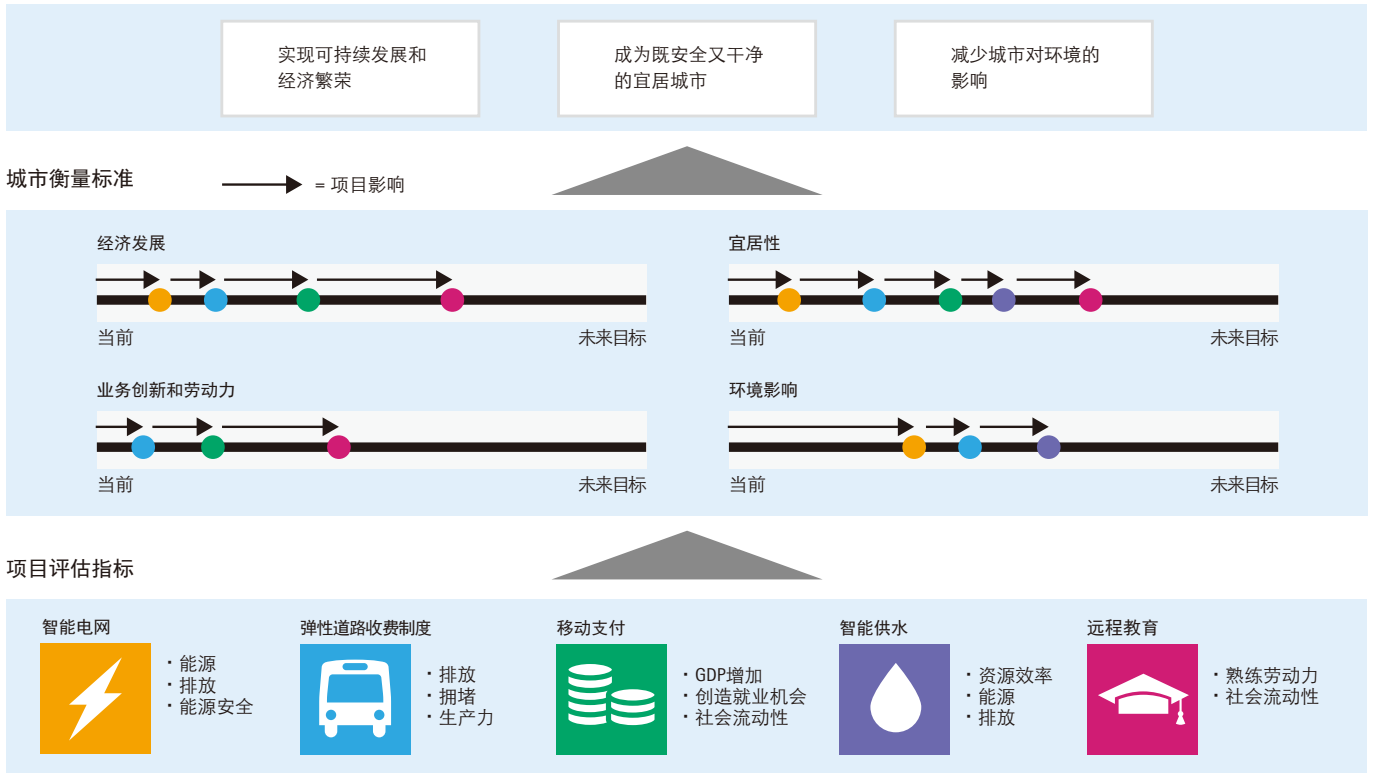 实现可持续发展和
经济繁荣
成为既安全又干净
的宜居城市
减少城市对环境的
影响
城市衡量标准
= 项目影响
经济发展
当前
未来目标
宜居性
当前
未来目标
业务创新和劳动力
当前
未来目标
环境影响
当前
未来目标
项目评估指标
智能电网
· 能源
· 排放
· 能源安全
弹性道路收费制度
· 排放
· 拥堵
· 生产力
移动支付
· GDP增加
· 创造就业机会
· 社会流动性
智能供水
· 资源效率
· 能源
· 排放
远程教育
· 熟练劳动力
· 社会流动性